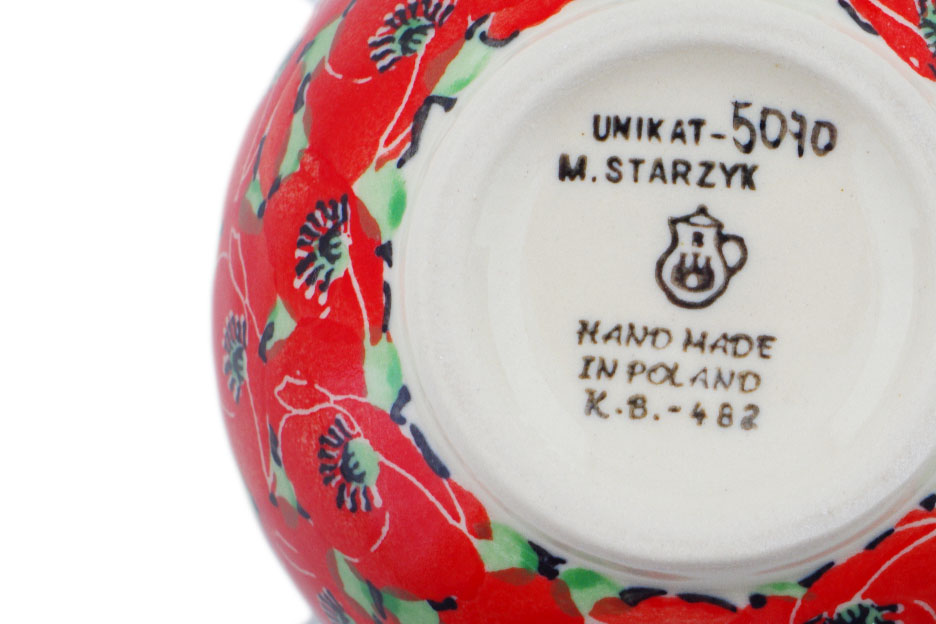 UNIKAT-5070
M. STARZYK
HAND MADE
IN POLAND
K.B.-482